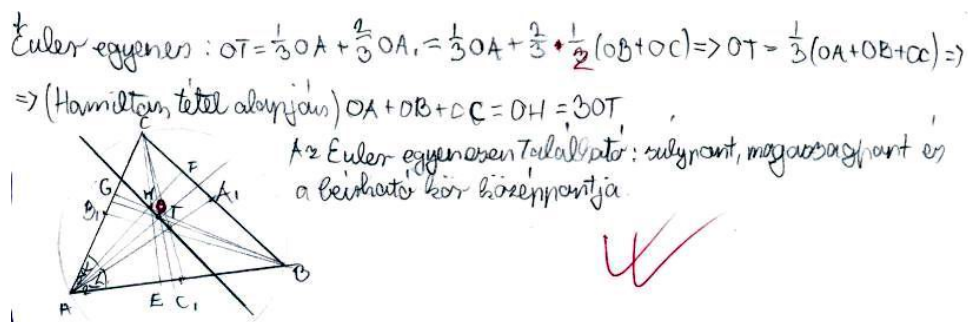 Euler egyenes : OT = 1/3 OA + 2/3 OA₁ = 1/3 OA + 2/3 · 1/2 (OB+OC) => OT = 1/3 (OA+OB+OC) =>
=> (Hamilton tétel alapján) OA + OB + OC = OH = 3OT
Az Euler egyenesen Található: súlypont, magasságpont és
a beírható kör középpontja.
C
F
G
H
O
T
A₁
B₁
B
A
E
C₁